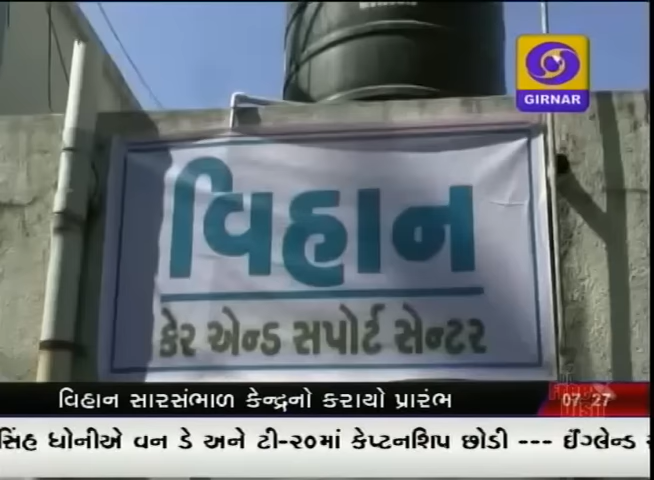 GIRNAR
વિહાન
કેર એન્ડ સપોર્ટ સેન્ટર
વિહાન સારસંભાળ કેન્દ્રનો કરાયો પ્રારંભ
07 27
સિંહ ધોનીએ વન ડે અને ટી-૨૦માં કેપ્ટનશિપ છોડી --- ઈંગ્લેન્ડ